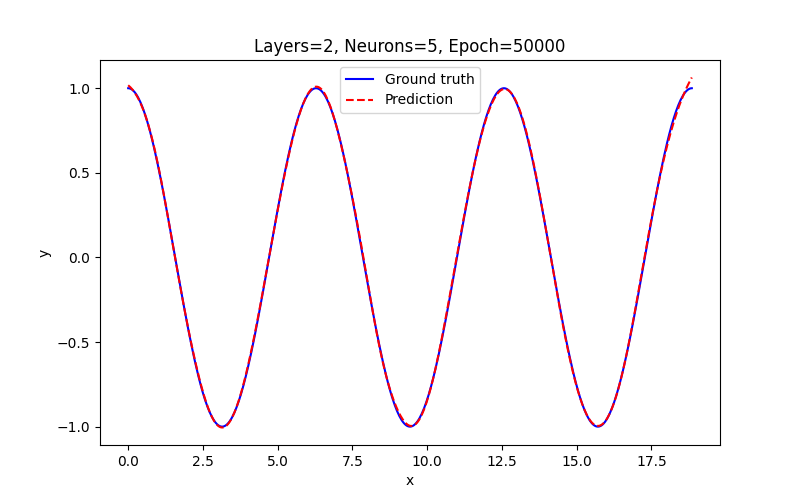 Layers=2, Neurons=5, Epoch=50000
Ground truth
Prediction
1.0
0.5
0.0
−0.5
−1.0
y
0.0 2.5 5.0 7.5 10.0 12.5 15.0 17.5
x